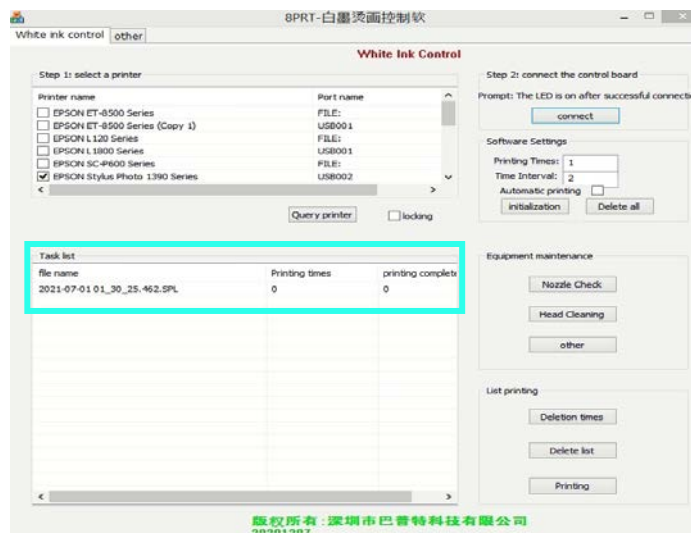 8PRT-白墨烫画控制软
White ink control other
White Ink Control
Step 1: select a printer
Printer name Port name
EPSON ET-8500 Series FILE:
EPSON ET-8500 Series (Copy 1) USB001
EPSON L120 Series FILE:
EPSON L1800 Series USB001
EPSON SC-P600 Series FILE:
EPSON Stylus Photo 1390 Series USB002
Query printer locking
Step 2: connect the control board
Prompt: The LED is on after successful connecti
connect
Software Settings
Printing Times: 1
Time Interval: 2
Automatic printing
initialization Delete all
Task list
file name Printing times printing complete
2021-07-01 01_30_25.462.SPL 0 0
Equipment maintenance
Nozzle Check
Head Cleaning
other
List printing
Deletion times
Delete list
Printing
版权所有:深圳市巴普特科技有限公司
20201207